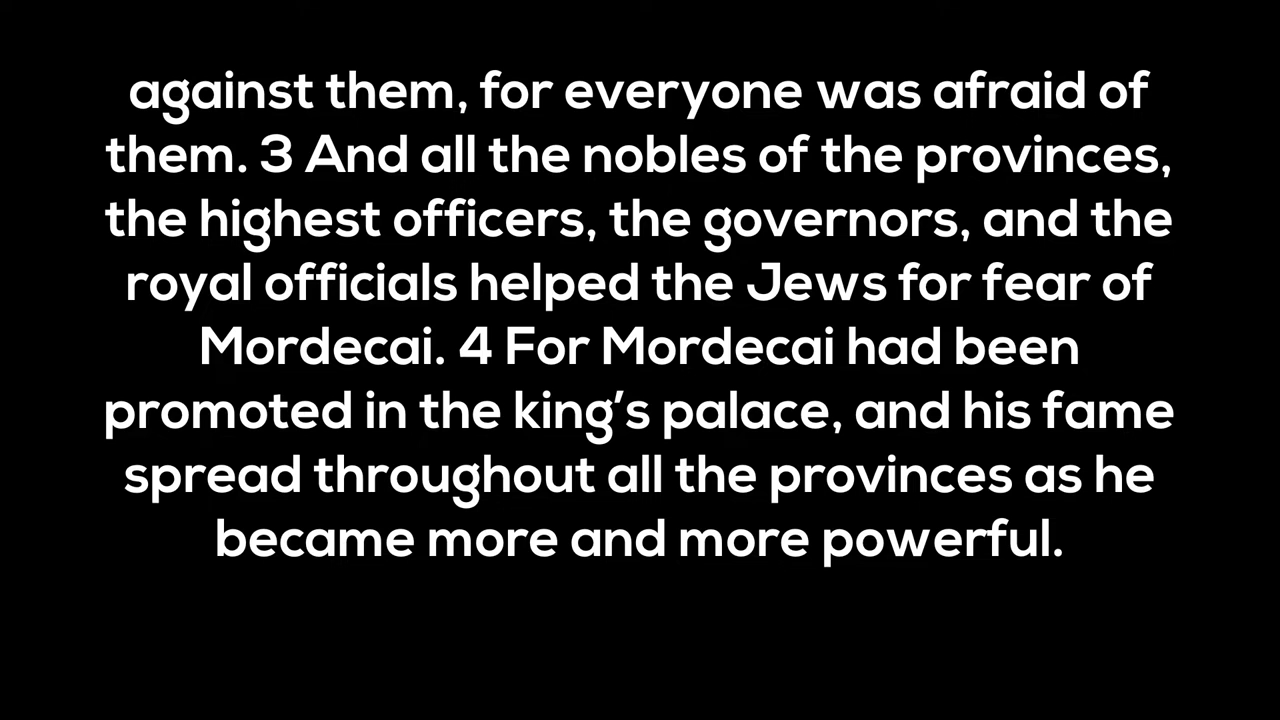 against them, for everyone was afraid of
them. 3 And all the nobles of the provinces,
the highest officers, the governors, and the
royal officials helped the Jews for fear of
Mordecai. 4 For Mordecai had been
promoted in the king’s palace, and his fame
spread throughout all the provinces as he
became more and more powerful.